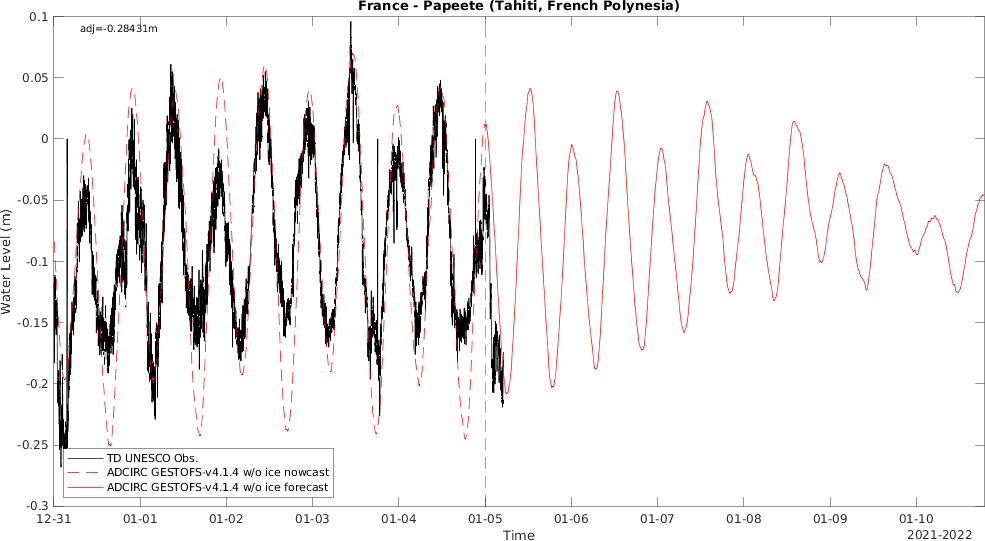 France - Papeete (Tahiti, French Polynesia)
adj=-0.28431m
0.1
0.05
0
-0.05
-0.1
-0.15
-0.2
-0.25
-0.3
Water Level (m)
TD UNESCO Obs.
ADCIRC GESTOFS-v4.1.4 w/o ice nowcast
ADCIRC GESTOFS-v4.1.4 w/o ice forecast
12-31 01-01 01-02 01-03 01-04 01-05 01-06 01-07 01-08 01-09 01-10
Time
2021-2022